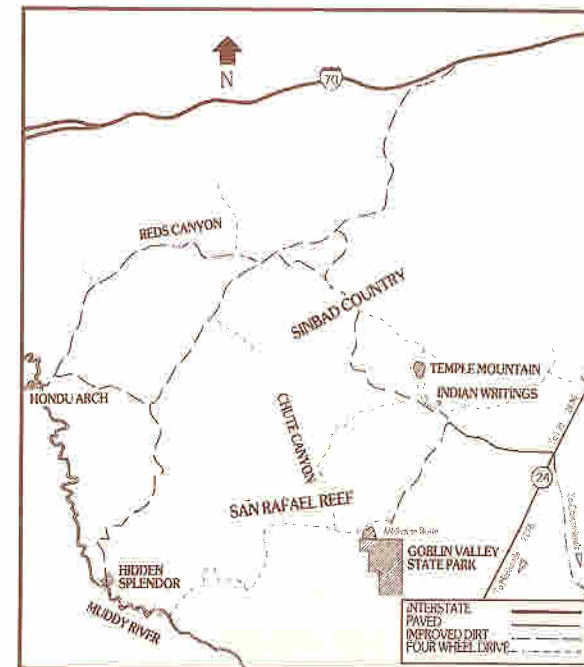 N
70
REDS CANYON
SINBAD COUNTRY
TEMPLE MOUNTAIN
INDIAN WRITINGS
HONDU ARCH
CHUTE CANYON
24
SAN RAFAEL REEF
GOBLIN VALLEY
STATE PARK
HIDDEN
SPLENDOR
MUDDY RIVER
INTERSTATE
PAVED
IMPROVED DIRT
FOUR WHEEL DRIVE